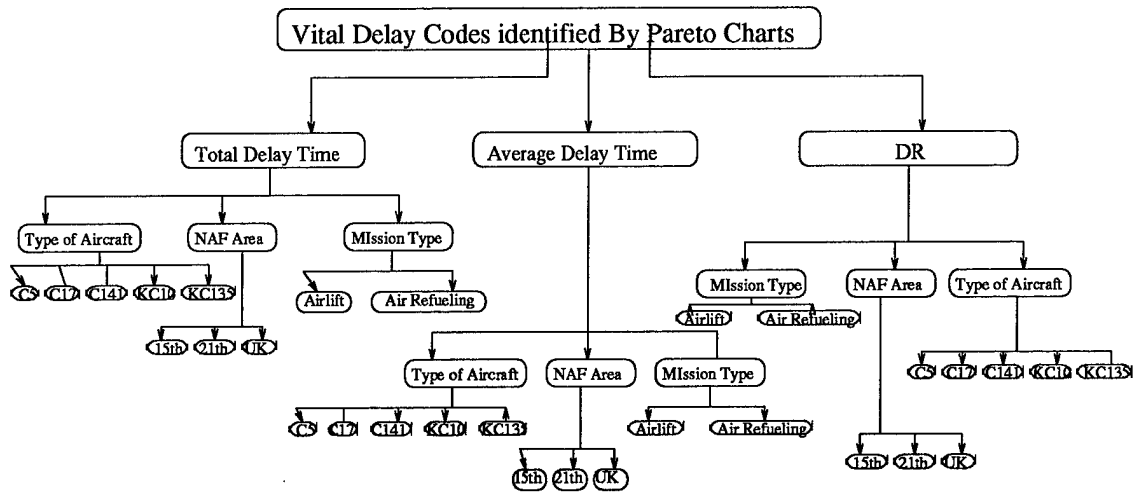 Vital Delay Codes identified By Pareto Charts
Total Delay Time
Average Delay Time
DR
Type of Aircraft
NAF Area
MIssion Type
C5
C17
C141
KC10
KC135
Airlift
Air Refueling
15th
21th
UK
MIssion Type
NAF Area
Type of Aircraft
Airlift
Air Refueling
C5
C17
C141
KC10
KC135
15th
21th
UK
Type of Aircraft
NAF Area
MIssion Type
C5
C17
C141
KC10
KC135
Airlift
Air Refueling
15th
21th
UK